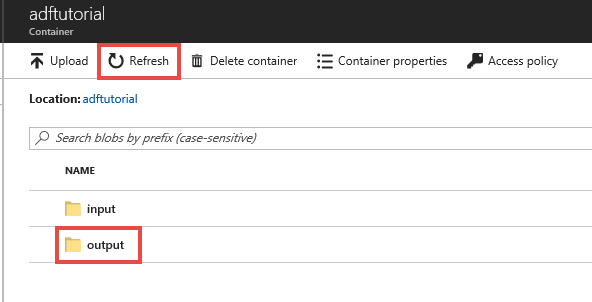 adftutorial
Container
Upload Refresh Delete container Container properties Access policy
Location: adftutorial
Search blobs by prefix (case-sensitive)
NAME
input
output